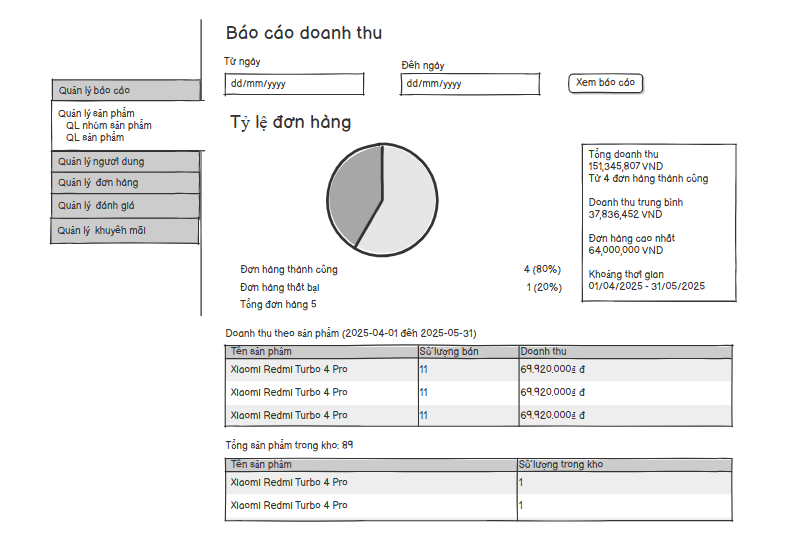 Báo cáo doanh thu
Từ ngày
Đến ngày
dd/mm/yyyy
dd/mm/yyyy
Xem báo cáo
Quản lý báo cáo
Quản lý sản phẩm
QL nhóm sản phẩm
QL sản phẩm
Quản lý người dung
Quản lý đơn hàng
Quản lý đánh giá
Quản lý khuyến mãi
Tỷ lệ đơn hàng
Đơn hàng thành công 4 (80%)
Đơn hàng thất bại 1 (20%)
Tổng đơn hàng 5
Tổng doanh thu
151,345,807 VND
Từ 4 đơn hàng thành công
Doanh thu trung bình
37,836,452 VND
Đơn hàng cao nhất
64,000,000 VND
Khoảng thời gian
01/04/2025 - 31/05/2025
Doanh thu theo sản phẩm (2025-04-01 đến 2025-05-31)
Tên sản phẩm Số lượng bán Doanh thu
Xiaomi Redmi Turbo 4 Pro 11 69.920.000₫ đ
Xiaomi Redmi Turbo 4 Pro 11 69.920.000₫ đ
Xiaomi Redmi Turbo 4 Pro 11 69.920.000₫ đ
Tổng sản phẩm trong kho: 89
Tên sản phẩm Số lượng trong kho
Xiaomi Redmi Turbo 4 Pro 1
Xiaomi Redmi Turbo 4 Pro 1